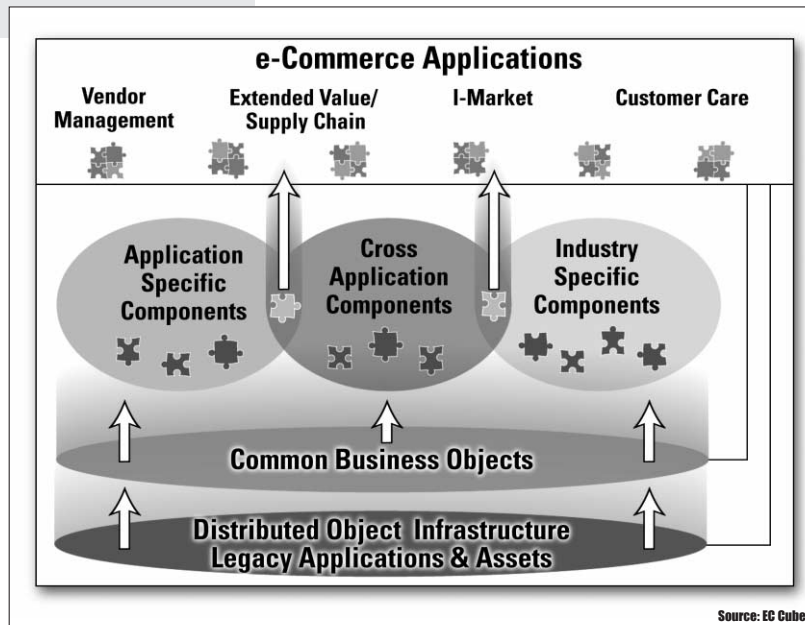 e-Commerce Applications
Vendor
Management
Extended Value/
Supply Chain
I-Market
Customer Care
Application
Specific
Components
Cross
Application
Components
Industry
Specific
Components
Common Business Objects
Distributed Object Infrastructure
Legacy Applications & Assets
Source: EC Cube